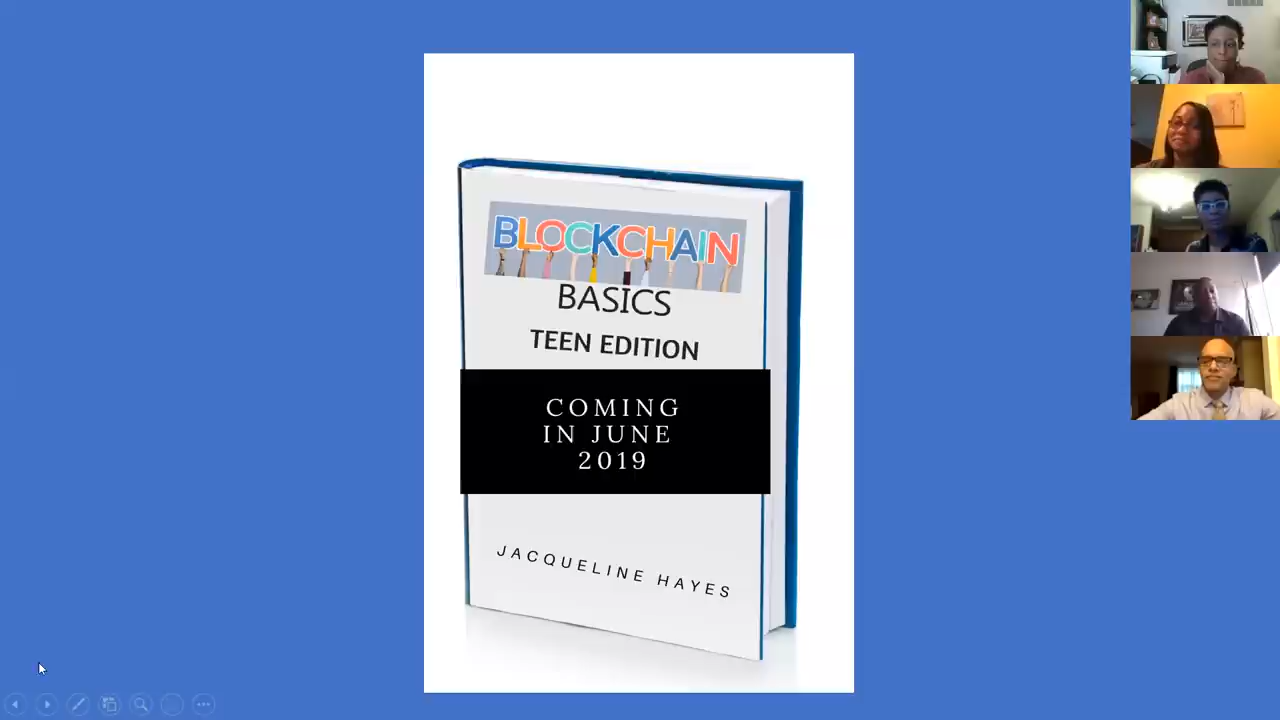 BLOCKCHAIN
BASICS
TEEN EDITION
COMING
IN JUNE
2019
JACQUELINE HAYES